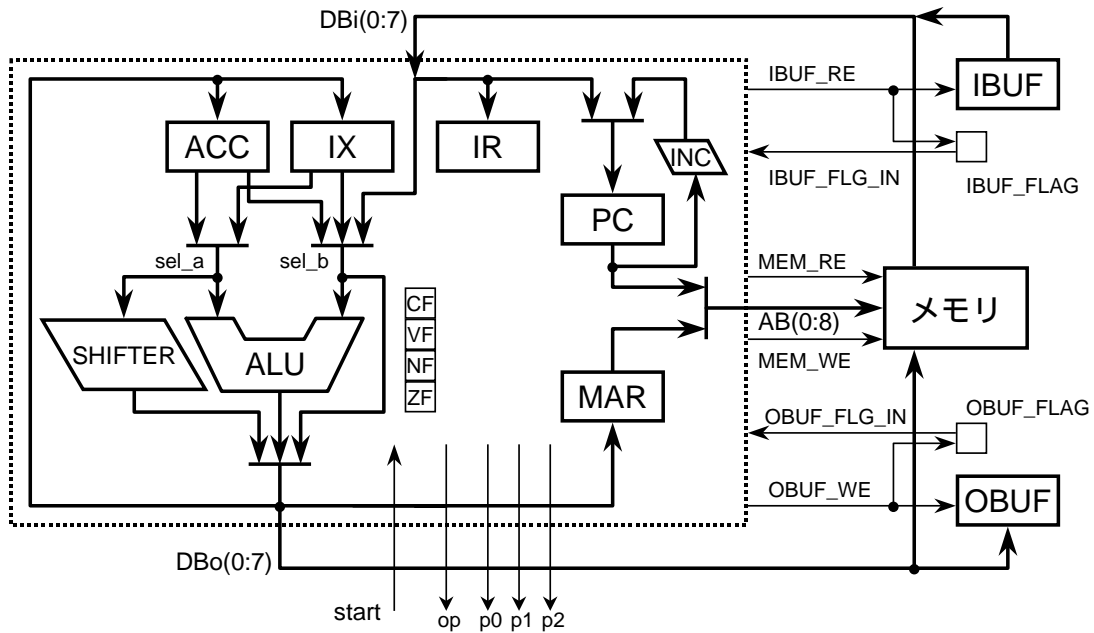 DBi(0:7)
IBUF_RE
IBUF
ACC
IX
IR
INC
IBUF_FLG_IN
IBUF_FLAG
PC
sel_a
sel_b
MEM_RE
CF
VF
NF
ZF
AB(0:8)
メモリ
SHIFTER
ALU
MEM_WE
MAR
OBUF_FLG_IN
OBUF_FLAG
OBUF_WE
OBUF
DBo(0:7)
start
op
p0
p1
p2